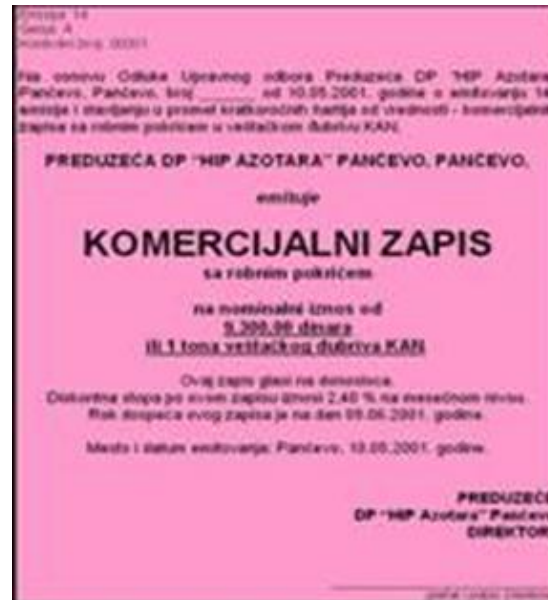 Emisija 14
Serija A
Kontrolni broj 00001
Na osnovu Odluke Upravnog odbora Preduzeca DP "HIP Azotara
Pančevo, Pančevo, broj ______ od 10.05.2001. godine o emitovanju 14
emisije i stavljanju u promet kratkoročnih hartija od vrednosti - komercijalnih
zapisa sa robnim pokrićem u veštačkom đubrivu KAN.
PREDUZEĆA DP "HIP AZOTARA" PANČEVO, PANČEVO,
emituje
KOMERCIJALNI ZAPIS
sa robnim pokrićem
na nominalni iznos od
9.300,00 dinara
ili 1 tona veštačkog đubriva KAN
Ovaj zapis glasi na donosioca.
Diskontna stopa po ovom zapisu iznosi 2,40 % na mesečnom nivou.
Rok dospeća ovog zapisa je na dan 09.06.2001. godine.
Mesto i datum emitovanja: Pančevo, 10.05.2001. godine.
PREDUZEĆE
DP "HIP Azotara" Pančevo
DIREKTOR